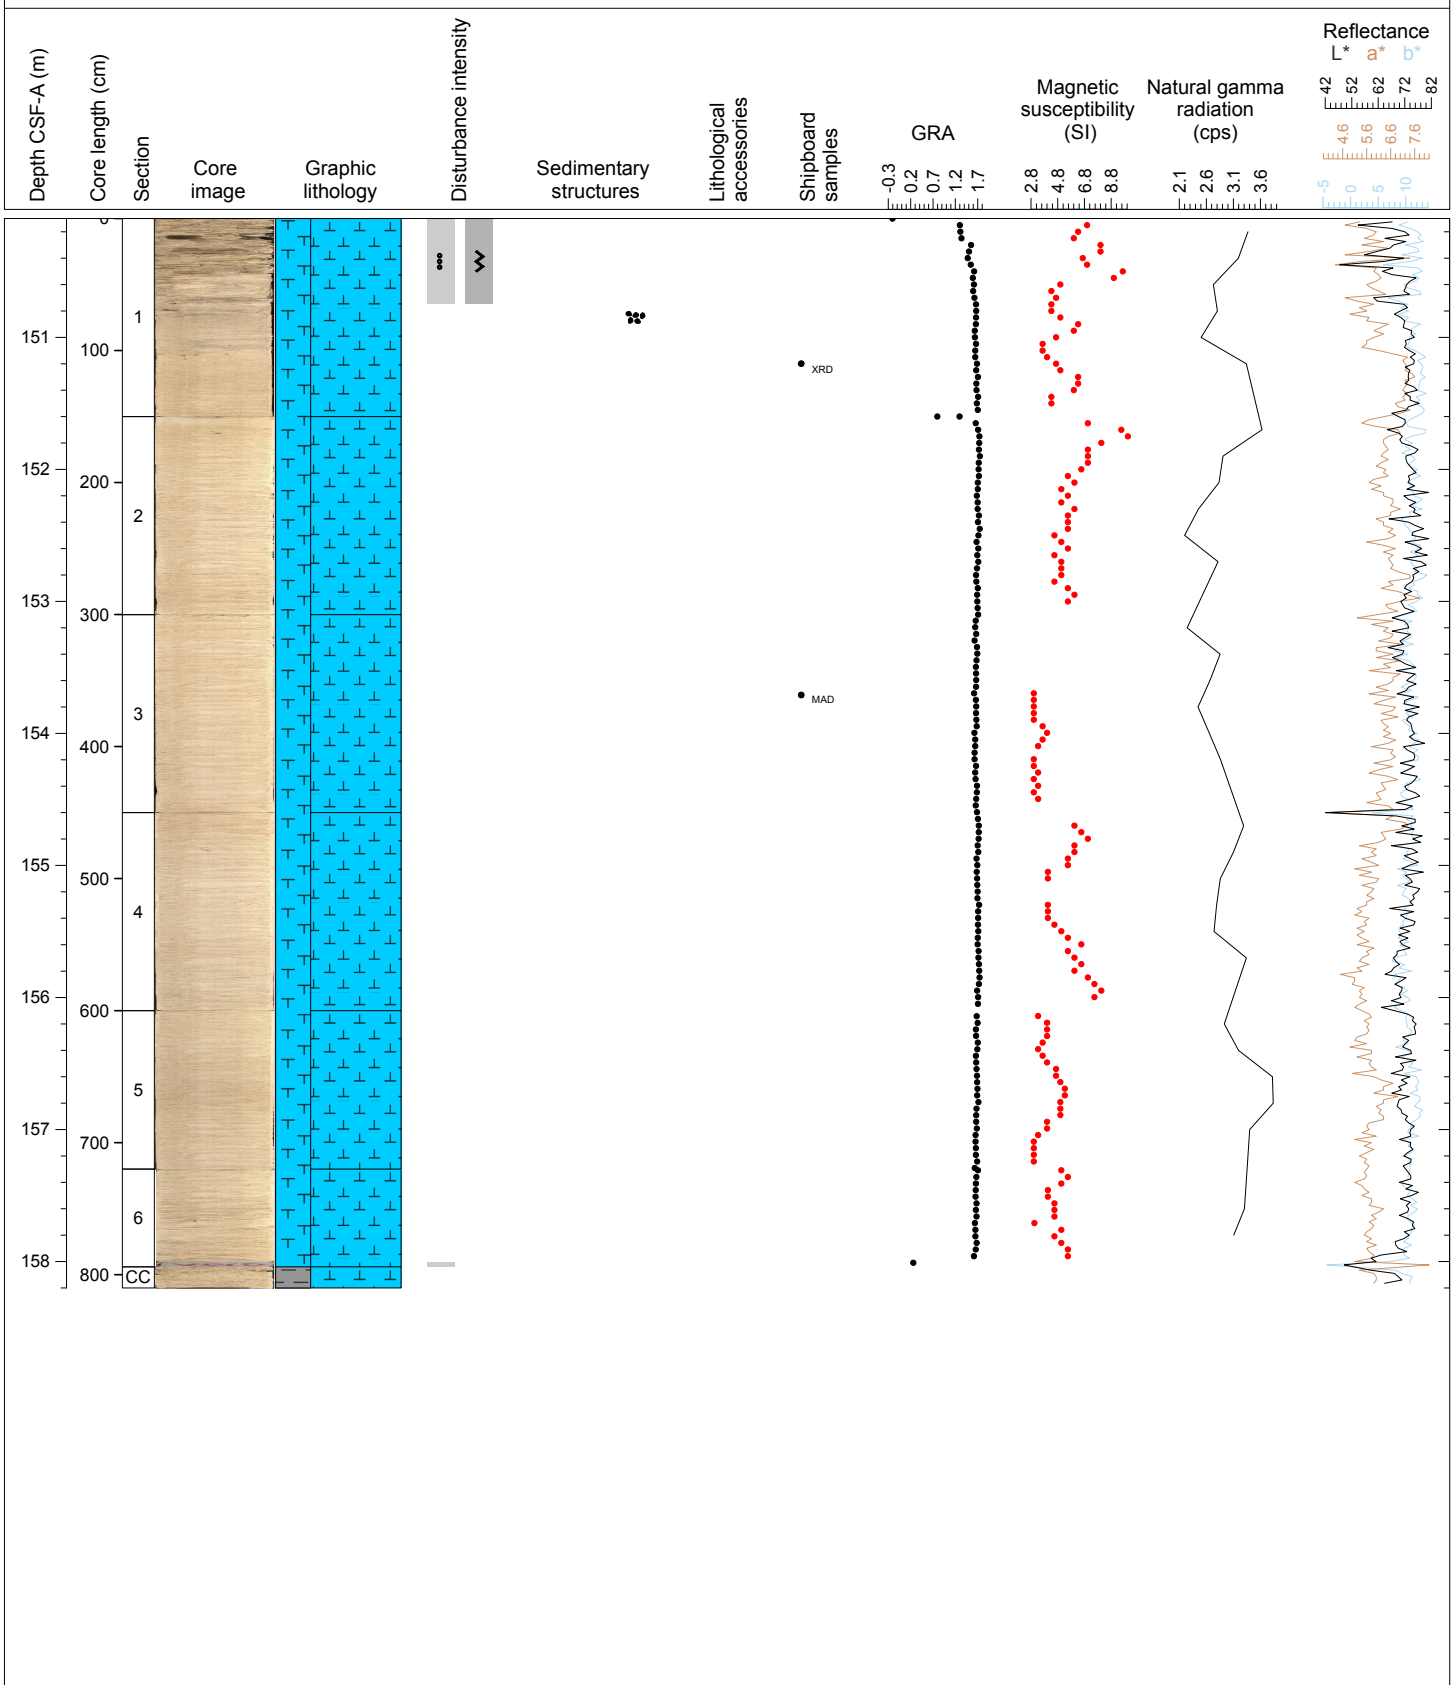 Depth CSF-A (m)
Core length (cm)
Section
Core
image
Graphic
lithology
Disturbance intensity
Sedimentary
structures
Lithological
accessories
Shipboard
samples
GRA
-0.3 0.2 0.7 1.2 1.7
Magnetic
susceptibility
(SI)
2.8 4.8 6.8 8.8
Natural gamma
radiation
(cps)
2.1 2.6 3.1 3.6
Reflectance
L* a* b*
42 52 62 72 82
4.6 5.6 6.6 7.6
-5 0 5 10
0
1
151
100
XRD
152
200
2
153
300
MAD
3
154
400
155
500
4
156
600
5
157
700
6
158
800
CC